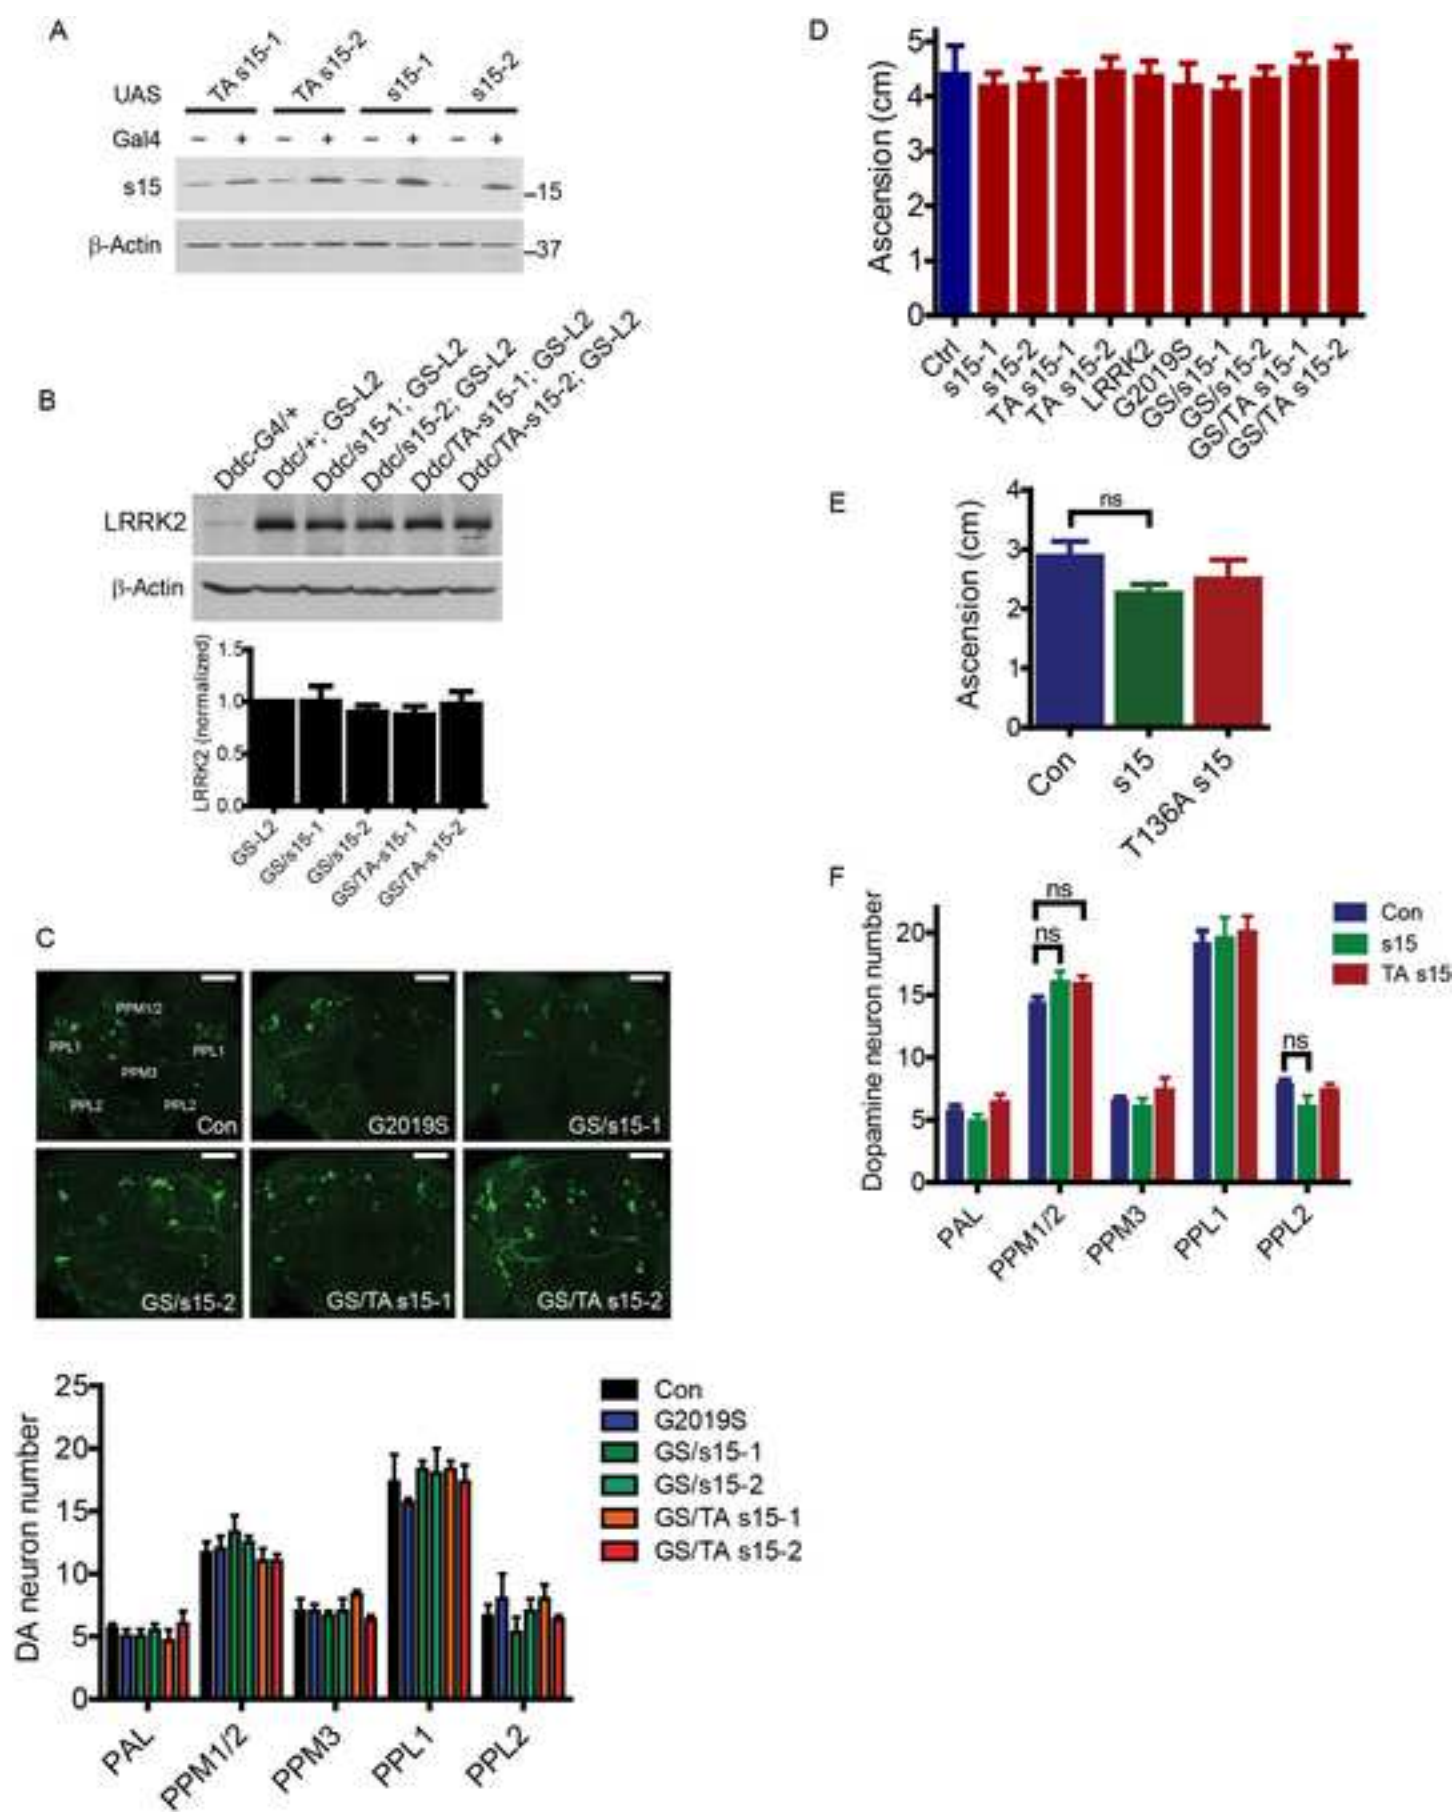 A
UAS
TA s15-1
TA s15-2
s15-1
s15-2
Gal4
– + – + – + – +
s15
15
β-Actin
37
B
Ddc-G4/+
Ddc/+; GS-L2
Ddc/s15-1; GS-L2
Ddc/s15-2; GS-L2
Ddc/TA-s15-1; GS-L2
Ddc/TA-s15-2; GS-L2
LRRK2
β-Actin
LRRK2 (normalized)
1.5
1.0
0.5
0.0
GS-L2
GS/s15-1
GS/s15-2
GS/TA-s15-1
GS/TA-s15-2
C
PPM1/2
PPL1
PPL1
PPM3
PPL2
PPL2
Con
G2019S
GS/s15-1
GS/s15-2
GS/TA s15-1
GS/TA s15-2
DA neuron number
25
20
15
10
5
0
PAL
PPM1/2
PPM3
PPL1
PPL2
Con
G2019S
GS/s15-1
GS/s15-2
GS/TA s15-1
GS/TA s15-2
D
Ascension (cm)
5
4
3
2
1
0
Ctrl
s15-1
s15-2
TA s15-1
TA s15-2
LRRK2
G2019S
GS/s15-1
GS/s15-2
GS/TA s15-1
GS/TA s15-2
E
Ascension (cm)
4
3
2
1
0
ns
Con
s15
T136A s15
F
Dopamine neuron number
20
15
10
5
0
ns
ns
ns
PAL
PPM1/2
PPM3
PPL1
PPL2
Con
s15
TA s15